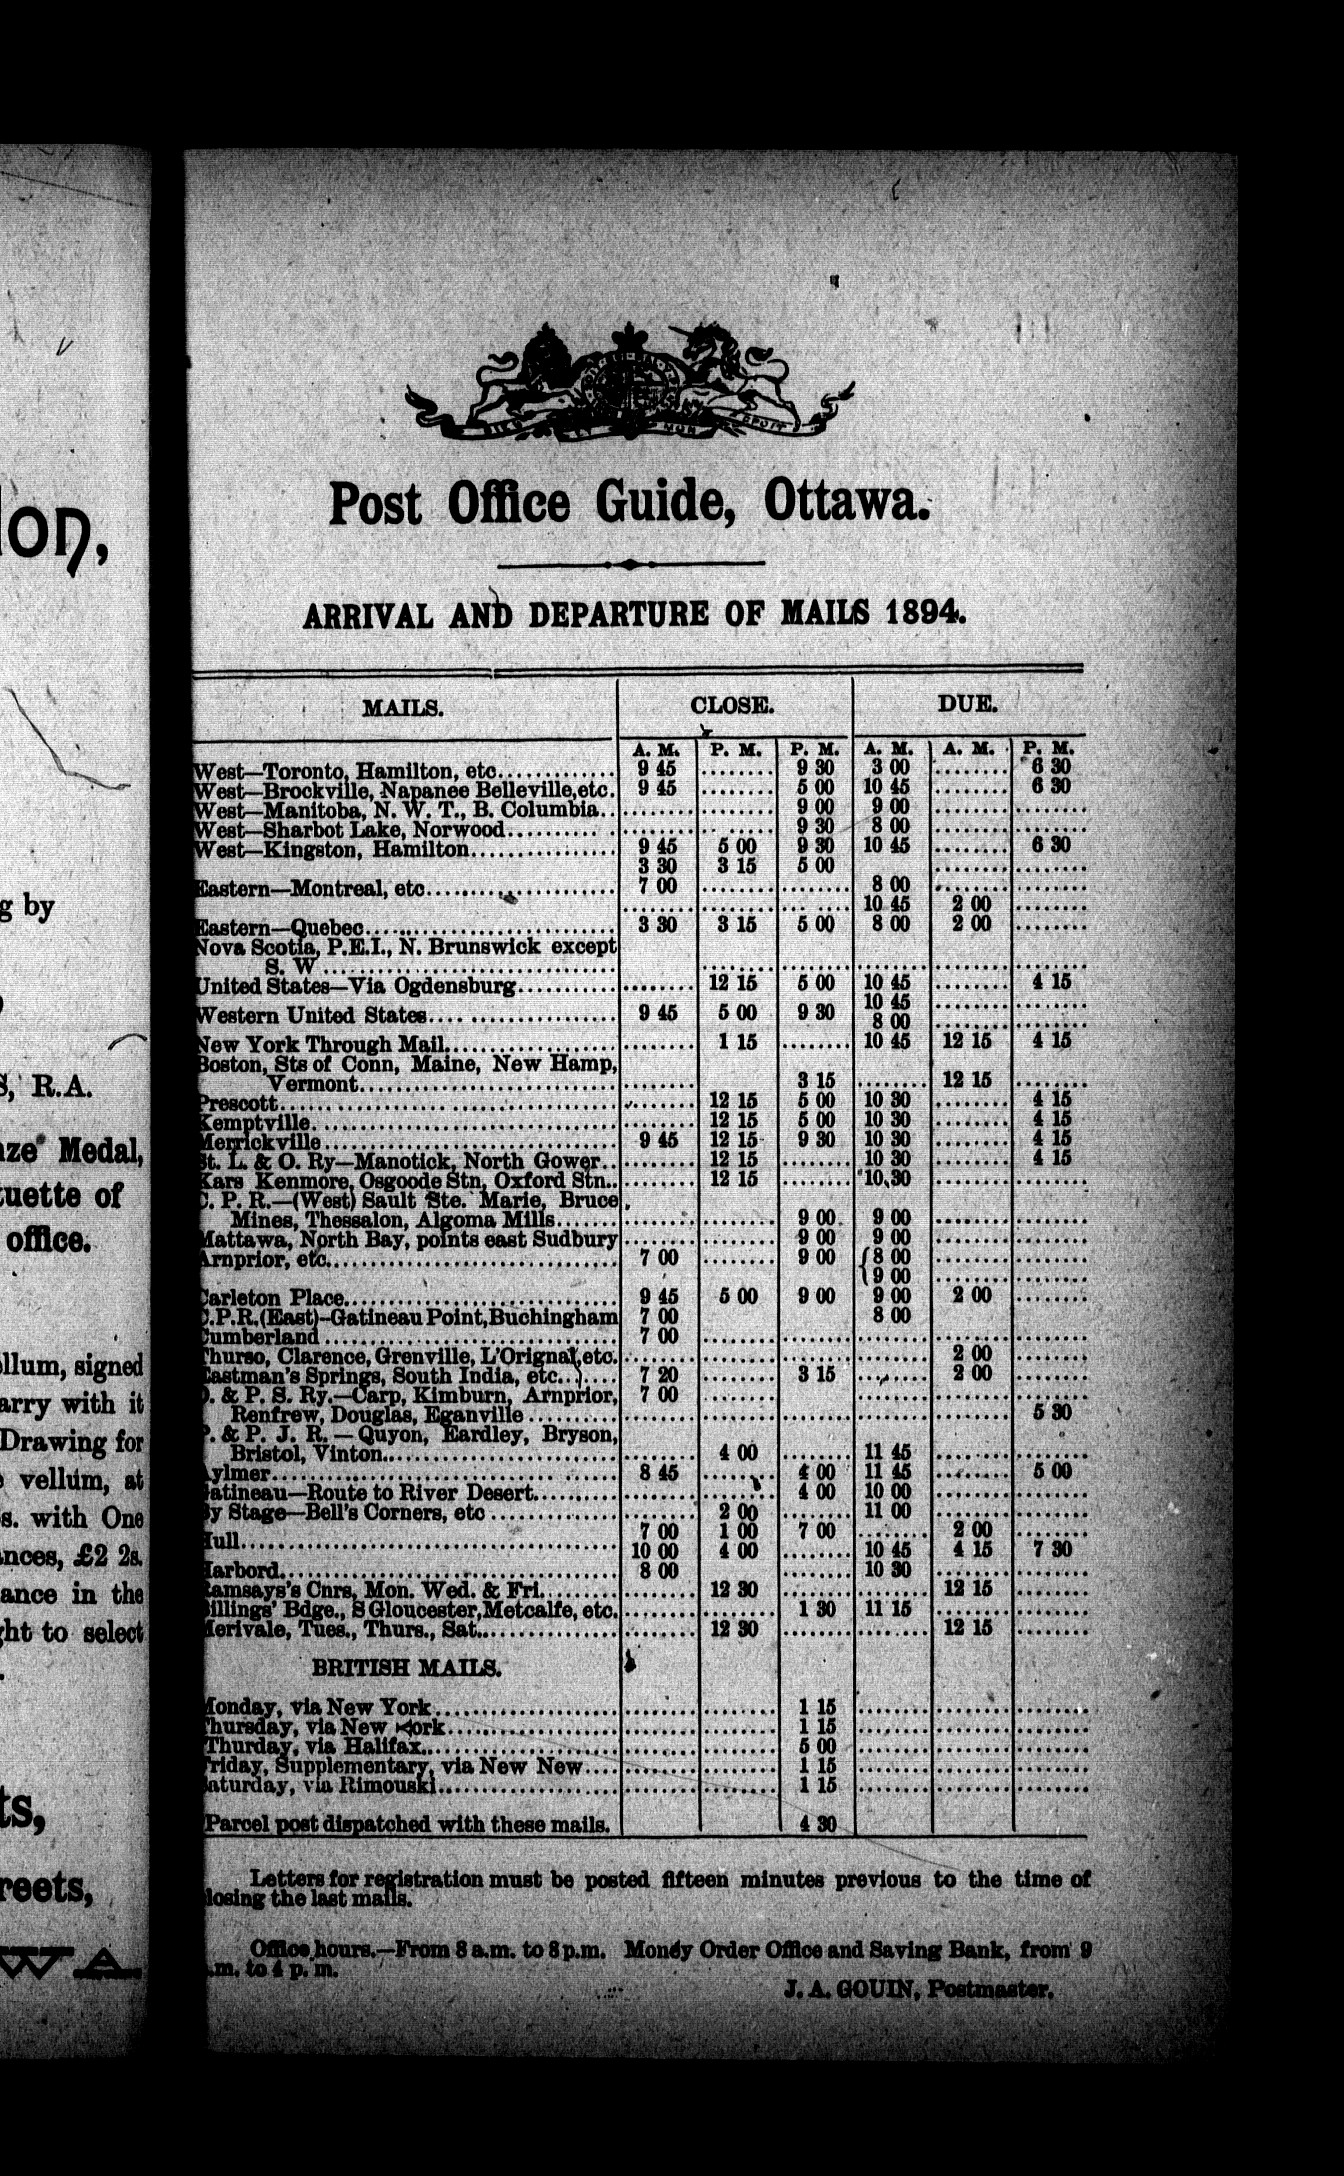 on,
g by
S, R.A.
Medal,
of
office.
signed
with it
Drawing for
vellum, at
with One
£2 2s.
in the
to select
Post Office Guide, Ottawa.
ARRIVAL AND DEPARTURE OF MAILS 1894.
MAILS. CLOSE. DUE.
A. M. P. M. P. M. A. M. A. M. P. M.
West—Toronto, Hamilton, etc............. 9 45 ........ 9 30 3 00 ........ 6 30
West—Brockville, Napanee Belleville,etc. 9 45 ........ 5 00 10 45 ........ 6 30
West—Manitoba, N. W. T., B. Columbia.. ........ ........ 9 00 9 00 ........ ........
West—Sharbot Lake, Norwood.......... ........ ........ 9 30 8 00 ........ ........
West—Kingston, Hamilton................ 9 45 5 00 9 30 10 45 ........ 6 30
3 30 3 15 5 00 ........
Eastern—Montreal, etc...................... 7 00 ........ ........ 8 00 ........ ........
........ ........ ........ 10 45 2 00 ........
Eastern—Quebec............................. 3 30 3 15 5 00 8 00 2 00 ........
Nova Scotia, P.E.I., N. Brunswick except
S. W ................................ ........ ........ ........ ........ ........
United States—Via Ogdensburg........... ........ 12 15 5 00 10 45 ........ 4 15
10 45 ........ ........
Western United States.................... 9 45 5 00 9 30 8 00 ........ ........
New York Through Mail................... ........ 1 15 ........ 10 45 12 15 4 15
Boston, Sts of Conn, Maine, New Hamp,
Vermont............................. ........ 3 15 ........ 12 15 ........
Prescott..................................... ........ 12 15 5 00 10 30 ........ 4 15
Kemptville................................. ........ 12 15 5 00 10 30 ........ 4 15
Merrickville................................ 9 45 12 15 9 30 10 30 ........ 4 15
St. L. & O. Ry—Manotick, North Gower.. ........ 12 15 ........ 10 30 ........ 4 15
Kars Kenmore, Osgoode Stn, Oxford Stn.. ........ 12 15 ........ 10,30 ........ ........
C. P. R.—(West) Sault Ste. Marie, Bruce
Mines, Thessalon, Algoma Mills....... ........ ........ 9 00 9 00 ........ ........
Mattawa, North Bay, points east Sudbury ........ ........ 9 00 9 00 ........ ........
Arnprior, etc................................ 7 00 ........ 9 00 { 8 00
9 00 ........ ........
Carleton Place.............................. 9 45 5 00 9 00 9 00 2 00 ........
C.P.R.(East)-Gatineau Point,Buchingham 7 00 8 00
Cumberland ................................ 7 00 ........ ........ ........ ........ ........
Thurso, Clarence, Grenville, L'Orignal,etc. ........ ........ ........ ........ 2 00 ........
Eastman's Springs, South India, etc...}.... 7 20 ........ 3 15 ........ 2 00 ........
O. & P. S. Ry.—Carp, Kimburn, Arnprior, 7 00 ........ ........ ........ ........
Renfrew, Douglas, Eganville .......... ........ ........ ........ ........ ........ 5 30
P. & P. J. R. — Quyon, Eardley, Bryson,
Bristol, Vinton........................... ........ 4 00 ........ 11 45 ........ ........
Aylmer...................................... 8 45 ........ 4 00 11 45 ........ 5 00
Gatineau—Route to River Desert.......... ........ ........ 4 00 10 00 ........ ........
By Stage—Bell's Corners, etc .............. ........ 2 00 ........ 11 00 ........ ........
7 00 1 00 7 00 ........ 2 00 ........
Hull.......................................... 10 00 4 00 ........ 10 45 4 15 7 30
Harbord..................................... 8 00 10 30
Ramsays's Cnrs, Mon. Wed. & Fri......... ........ 12 30 ........ ........ 12 15 ........
Billings' Bdge., S Gloucester,Metcalfe, etc. ........ ........ 1 30 11 15 ........ ........
Merivale, Tues., Thurs., Sat............... ........ 12 30 ........ ........ 12 15 ........
BRITISH MAILS.
Monday, via New York..................... ........ ........ 1 15 ........ ........ ........
Thursday, via New York.................... ........ ........ 1 15 ........ ........ ........
Thurday, via Halifax....................... ........ ........ 5 00 ........ ........ ........
Friday, Supplementary, via New New.... ........ ........ 1 15 ........ ........ ........
Saturday, via Rimouski.................... ........ ........ 1 15 ........ ........ ........
Parcel post dispatched with these mails. 4 30
Letters for registration must be posted fifteen minutes previous to the time of
closing the last mails.
Office hours.—From 8 a.m. to 8 p.m. Money Order Office and Saving Bank, from 9
a.m. to 4 p. m.
J. A. GOUIN, Postmaster.